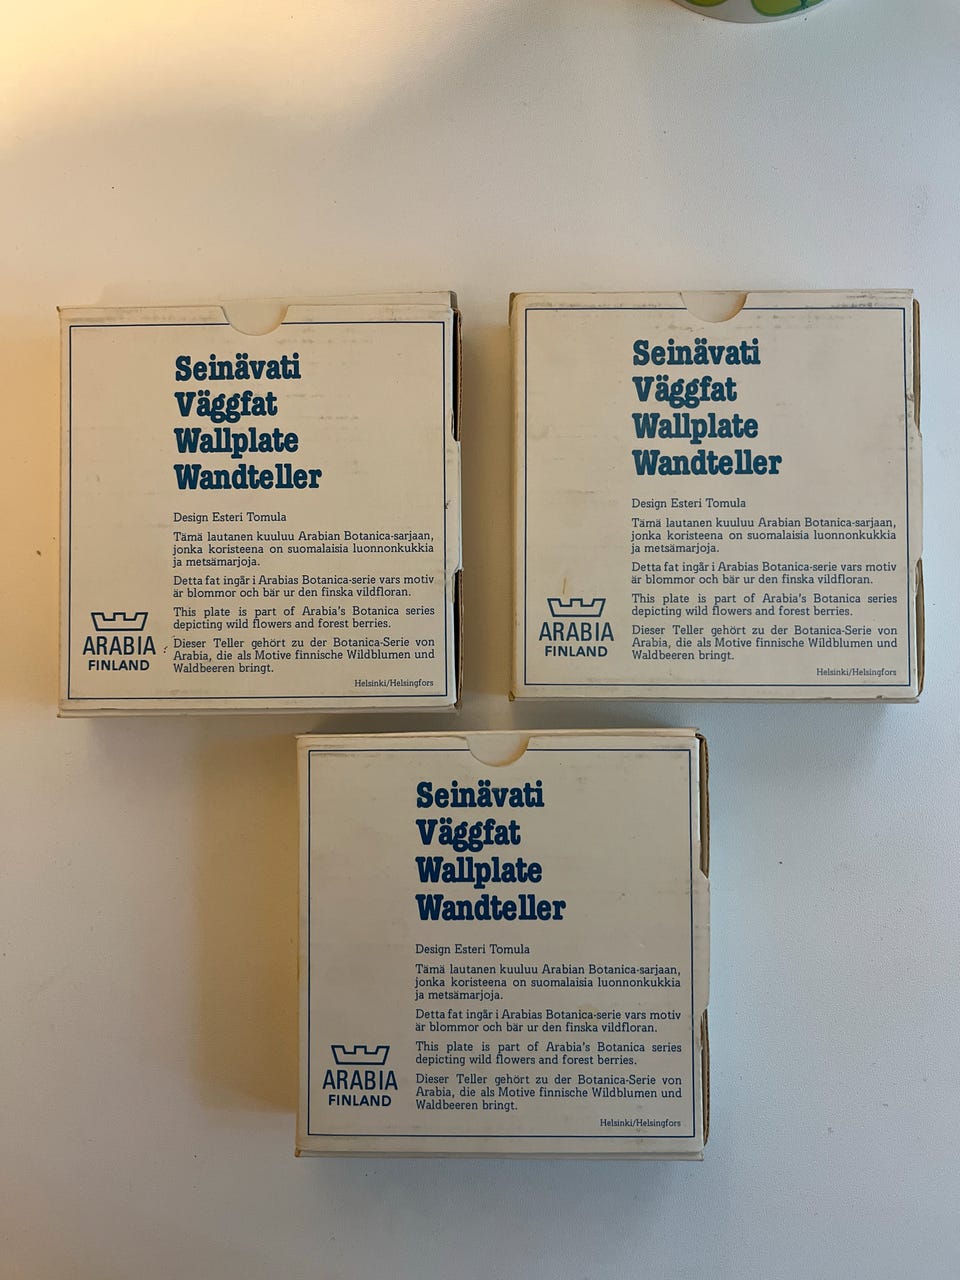 Seinävati
Väggfat
Wallplate
Wandteller
Design Esteri Tomula
Tämä lautanen kuuluu Arabian Botanica-sarjaan,
jonka koristeena on suomalaisia luonnonkukkia
ja metsämarjoja.
Detta fat ingår i Arabias Botanica-serie vars motiv
är blommor och bär ur den finska vildfloran.
This plate is part of Arabia's Botanica series
depicting wild flowers and forest berries.
Dieser Teller gehört zu der Botanica-Serie von
Arabia, die als Motive finnische Wildblumen und
Waldbeeren bringt.
Helsinki/Helsingfors
ARABIA
FINLAND
Seinävati
Väggfat
Wallplate
Wandteller
Design Esteri Tomula
Tämä lautanen kuuluu Arabian Botanica-sarjaan,
jonka koristeena on suomalaisia luonnonkukkia
ja metsämarjoja.
Detta fat ingår i Arabias Botanica-serie vars motiv
är blommor och bär ur den finska vildfloran.
This plate is part of Arabia's Botanica series
depicting wild flowers and forest berries.
Dieser Teller gehört zu der Botanica-Serie von
Arabia, die als Motive finnische Wildblumen und
Waldbeeren bringt.
Helsinki/Helsingfors
ARABIA
FINLAND
Seinävati
Väggfat
Wallplate
Wandteller
Design Esteri Tomula
Tämä lautanen kuuluu Arabian Botanica-sarjaan,
jonka koristeena on suomalaisia luonnonkukkia
ja metsämarjoja.
Detta fat ingår i Arabias Botanica-serie vars motiv
är blommor och bär ur den finska vildfloran.
This plate is part of Arabia's Botanica series
depicting wild flowers and forest berries.
Dieser Teller gehört zu der Botanica-Serie von
Arabia, die als Motive finnische Wildblumen und
Waldbeeren bringt.
Helsinki/Helsingfors
ARABIA
FINLAND